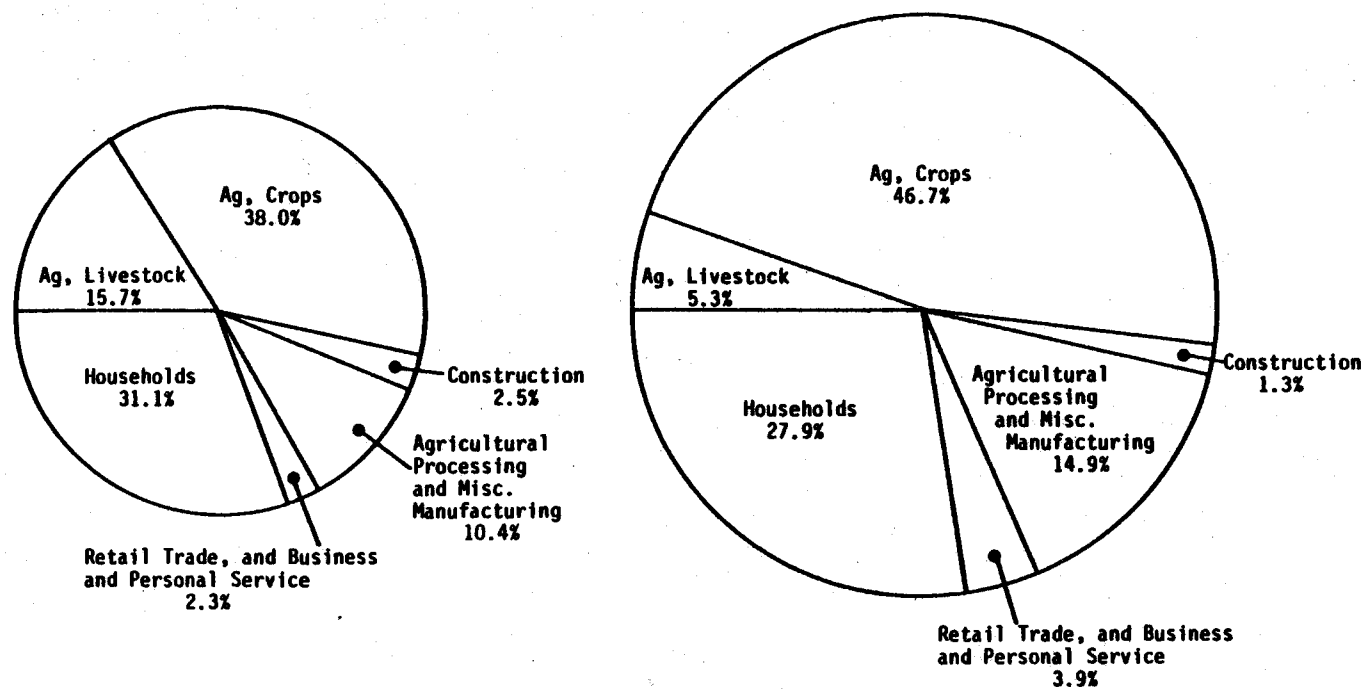 Ag, Crops
38.0%
Ag, Livestock
15.7%
Households
31.1%
Construction
2.5%
Agricultural
Processing
and Misc.
Manufacturing
10.4%
Retail Trade, and Business
and Personal Service
2.3%
Ag, Crops
46.7%
Ag, Livestock
5.3%
Households
27.9%
Construction
1.3%
Agricultural
Processing
and Misc.
Manufacturing
14.9%
Retail Trade, and Business
and Personal Service
3.9%